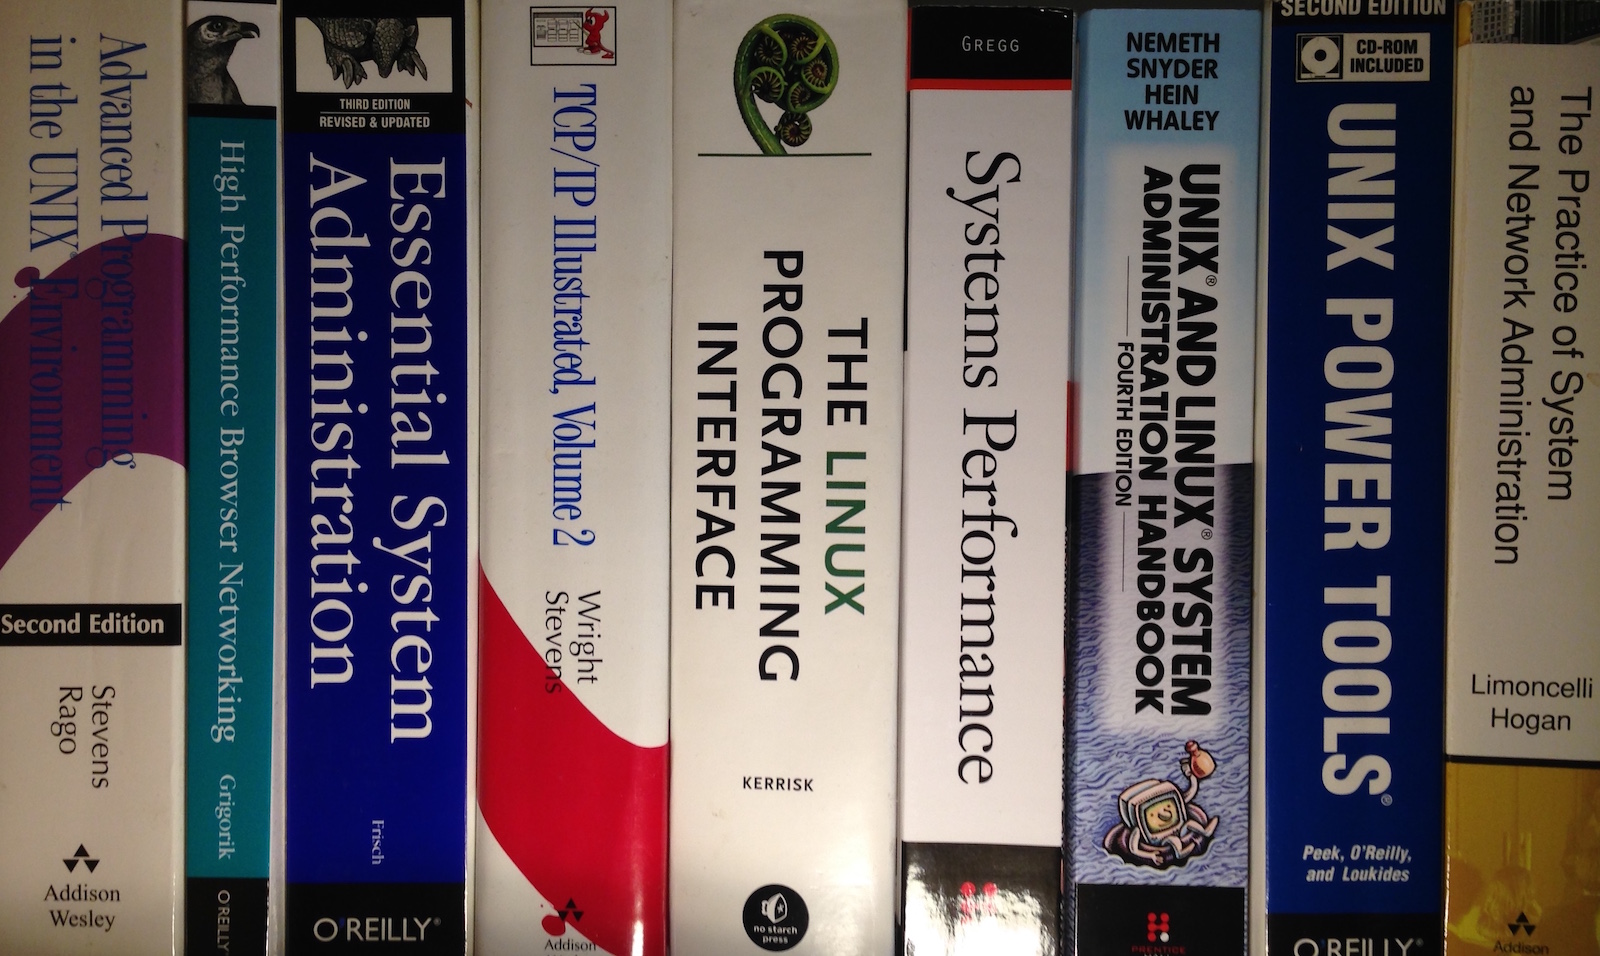 Advanced Programming
in the UNIX® Environment
Second Edition
Stevens
Rago
Addison
Wesley
High Performance Browser Networking
Grigorik
O'REILLY
THIRD EDITION
REVISED & UPDATED
Essential System
Administration
Frisch
O'REILLY®
TCP/IP Illustrated, Volume 2
Wright
Stevens
Addison
THE LINUX
PROGRAMMING
INTERFACE
KERRISK
no starch
press
GREGG
Systems Performance
NEMETH
SNYDER
HEIN
WHALEY
UNIX® AND LINUX® SYSTEM
ADMINISTRATION HANDBOOK
FOURTH EDITION
PRENTICE
SECOND EDITION
CD-ROM
INCLUDED
UNIX POWER TOOLS®
Peek, O'Reilly,
and Loukides
O'REILLY®
The Practice of System
and Network Administration
Limoncelli
Hogan
Addison